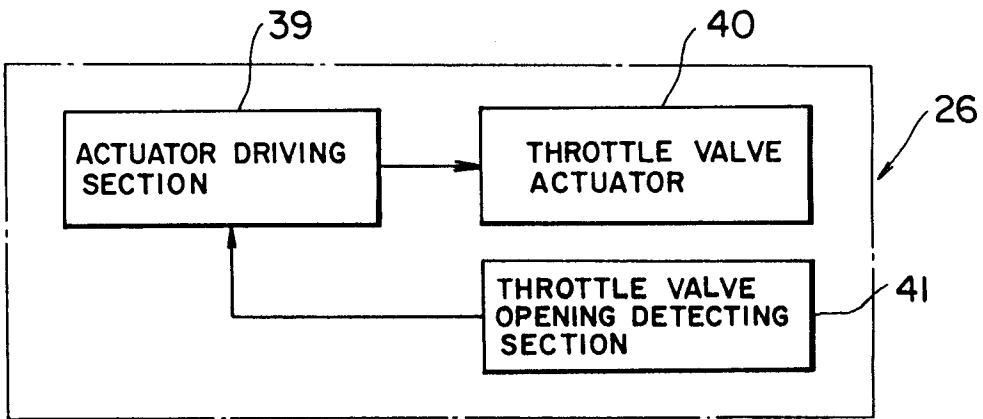 39
40
26
ACTUATOR DRIVING
SECTION
THROTTLE VALVE
ACTUATOR
THROTTLE VALVE
OPENING DETECTING
SECTION
41